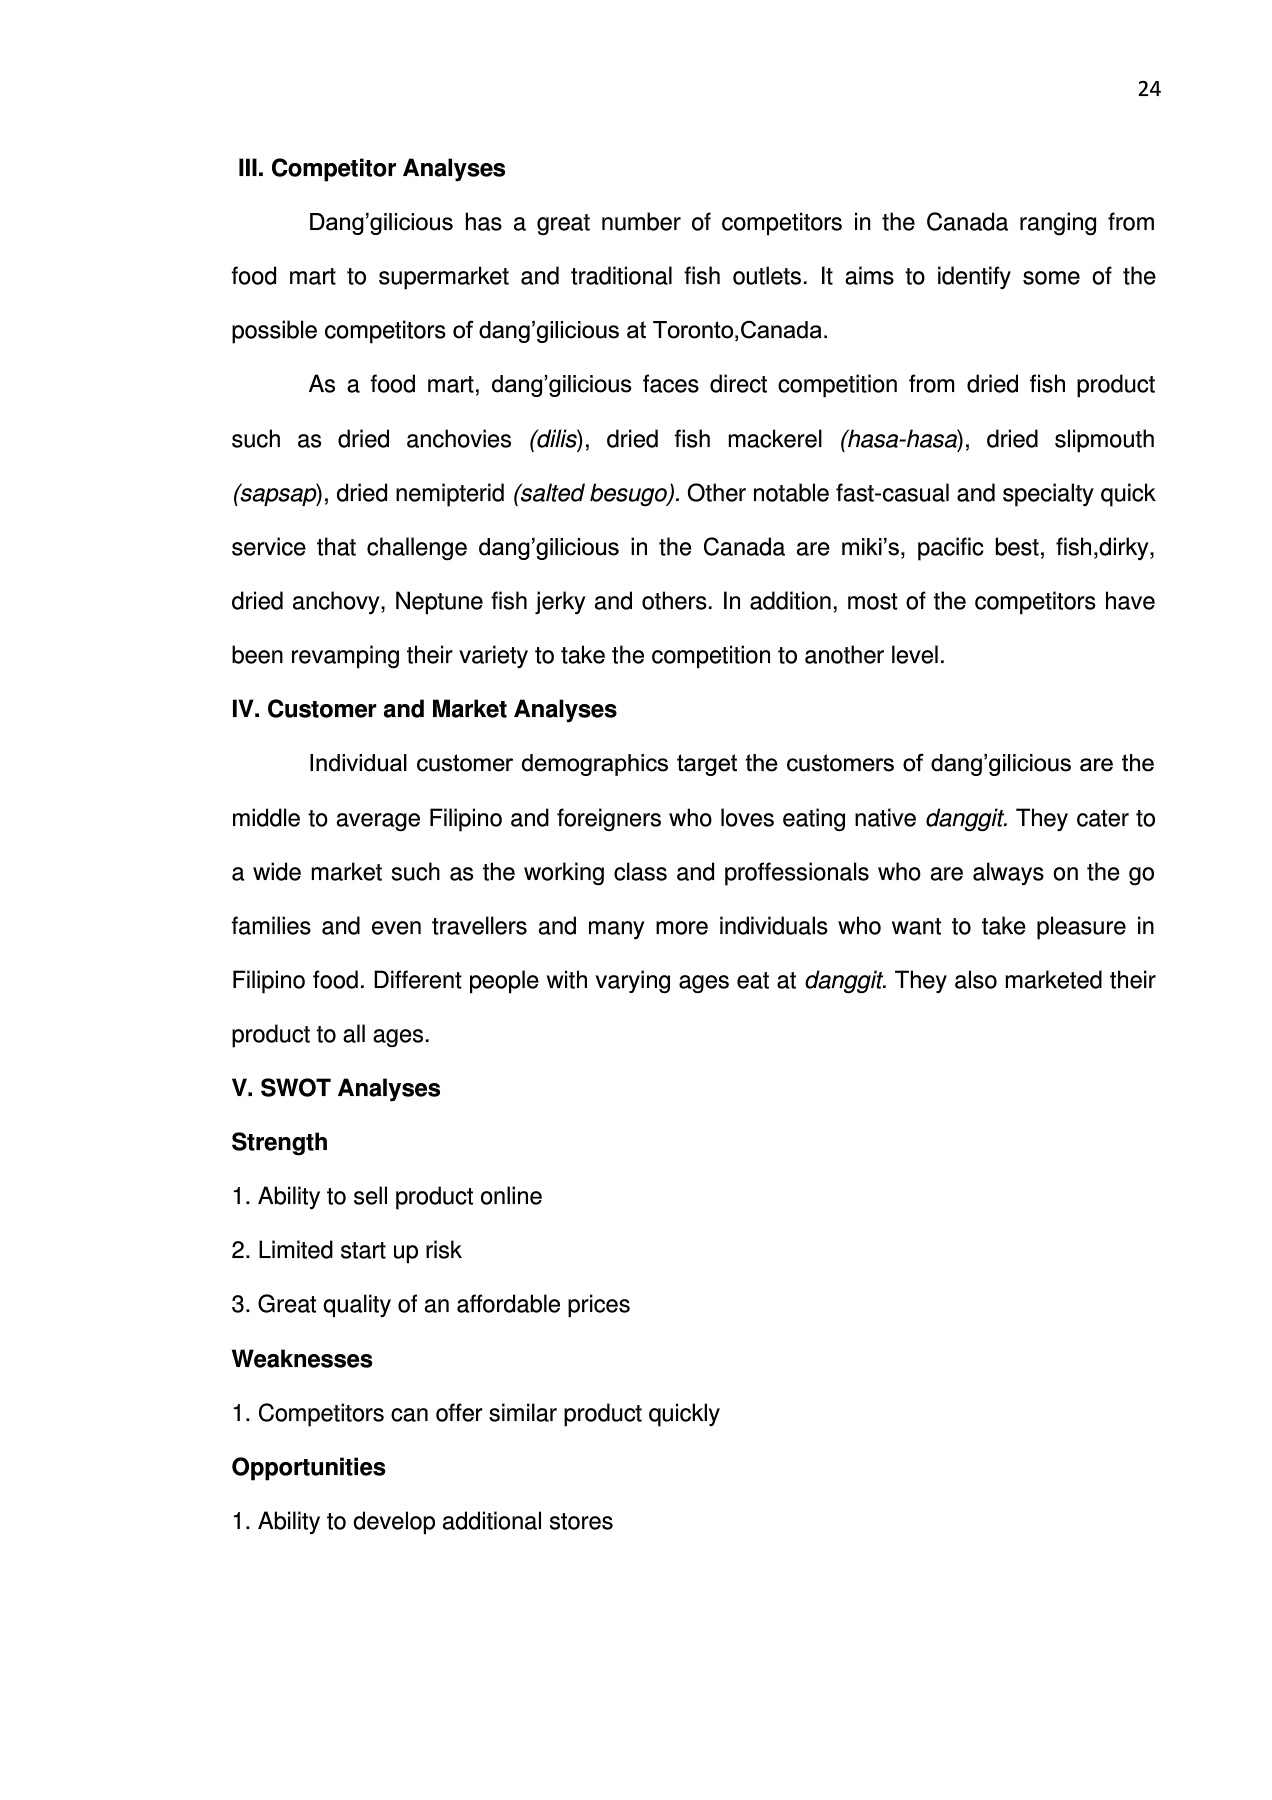 24
III. Competitor Analyses
Dang’gilicious has a great number of competitors in the Canada ranging from
food mart to supermarket and traditional fish outlets. It aims to identify some of the
possible competitors of dang’gilicious at Toronto,Canada.
As a food mart, dang’gilicious faces direct competition from dried fish product
such as dried anchovies (dilis), dried fish mackerel (hasa-hasa), dried slipmouth
(sapsap), dried nemipterid (salted besugo). Other notable fast-casual and specialty quick
service that challenge dang’gilicious in the Canada are miki’s, pacific best, fish,dirky,
dried anchovy, Neptune fish jerky and others. In addition, most of the competitors have
been revamping their variety to take the competition to another level.
IV. Customer and Market Analyses
Individual customer demographics target the customers of dang’gilicious are the
middle to average Filipino and foreigners who loves eating native danggit. They cater to
a wide market such as the working class and proffessionals who are always on the go
families and even travellers and many more individuals who want to take pleasure in
Filipino food. Different people with varying ages eat at danggit. They also marketed their
product to all ages.
V. SWOT Analyses
Strength
1. Ability to sell product online
2. Limited start up risk
3. Great quality of an affordable prices
Weaknesses
1. Competitors can offer similar product quickly
Opportunities
1. Ability to develop additional stores